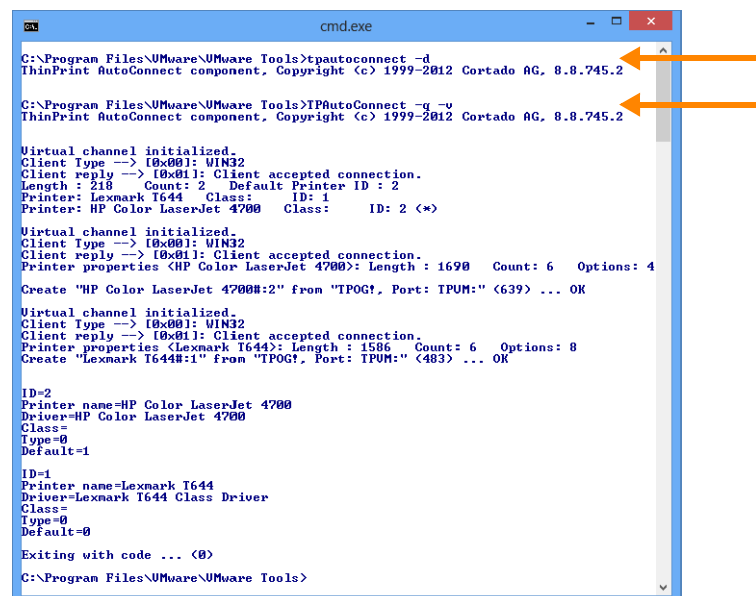 cmd.exe
C:\Program Files\VMware\VMware Tools>tpautoconnect -d
ThinPrint AutoConnect component, Copyright (c) 1999-2012 Cortado AG, 8.8.745.2
C:\Program Files\VMware\VMware Tools>TPAutoConnect -q -v
ThinPrint AutoConnect component, Copyright (c) 1999-2012 Cortado AG, 8.8.745.2
Virtual channel initialized.
Client Type --> [0x00]: WIN32
Client reply --> [0x01]: Client accepted connection.
Length : 218    Count: 2   Default Printer ID : 2
Printer: Lexmark T644   Class:      ID: 1
Printer: HP Color LaserJet 4700   Class:      ID: 2 (*)
Virtual channel initialized.
Client Type --> [0x00]: WIN32
Client reply --> [0x01]: Client accepted connection.
Printer properties <HP Color LaserJet 4700>: Length : 1690   Count: 6   Options: 4
Create "HP Color LaserJet 4700#:2" from "TPOG!, Port: TPVM:" (639) ... OK
Virtual channel initialized.
Client Type --> [0x00]: WIN32
Client reply --> [0x01]: Client accepted connection.
Printer properties <Lexmark T644>: Length : 1586   Count: 6   Options: 8
Create "Lexmark T644#:1" from "TPOG!, Port: TPVM:" (483) ... OK
ID=2
Printer name=HP Color LaserJet 4700
Driver=HP Color LaserJet 4700
Class=
Type=0
Default=1
ID=1
Printer name=Lexmark T644
Driver=Lexmark T644 Class Driver
Class=
Type=0
Default=0
Exiting with code ... (0)
C:\Program Files\VMware\VMware Tools>